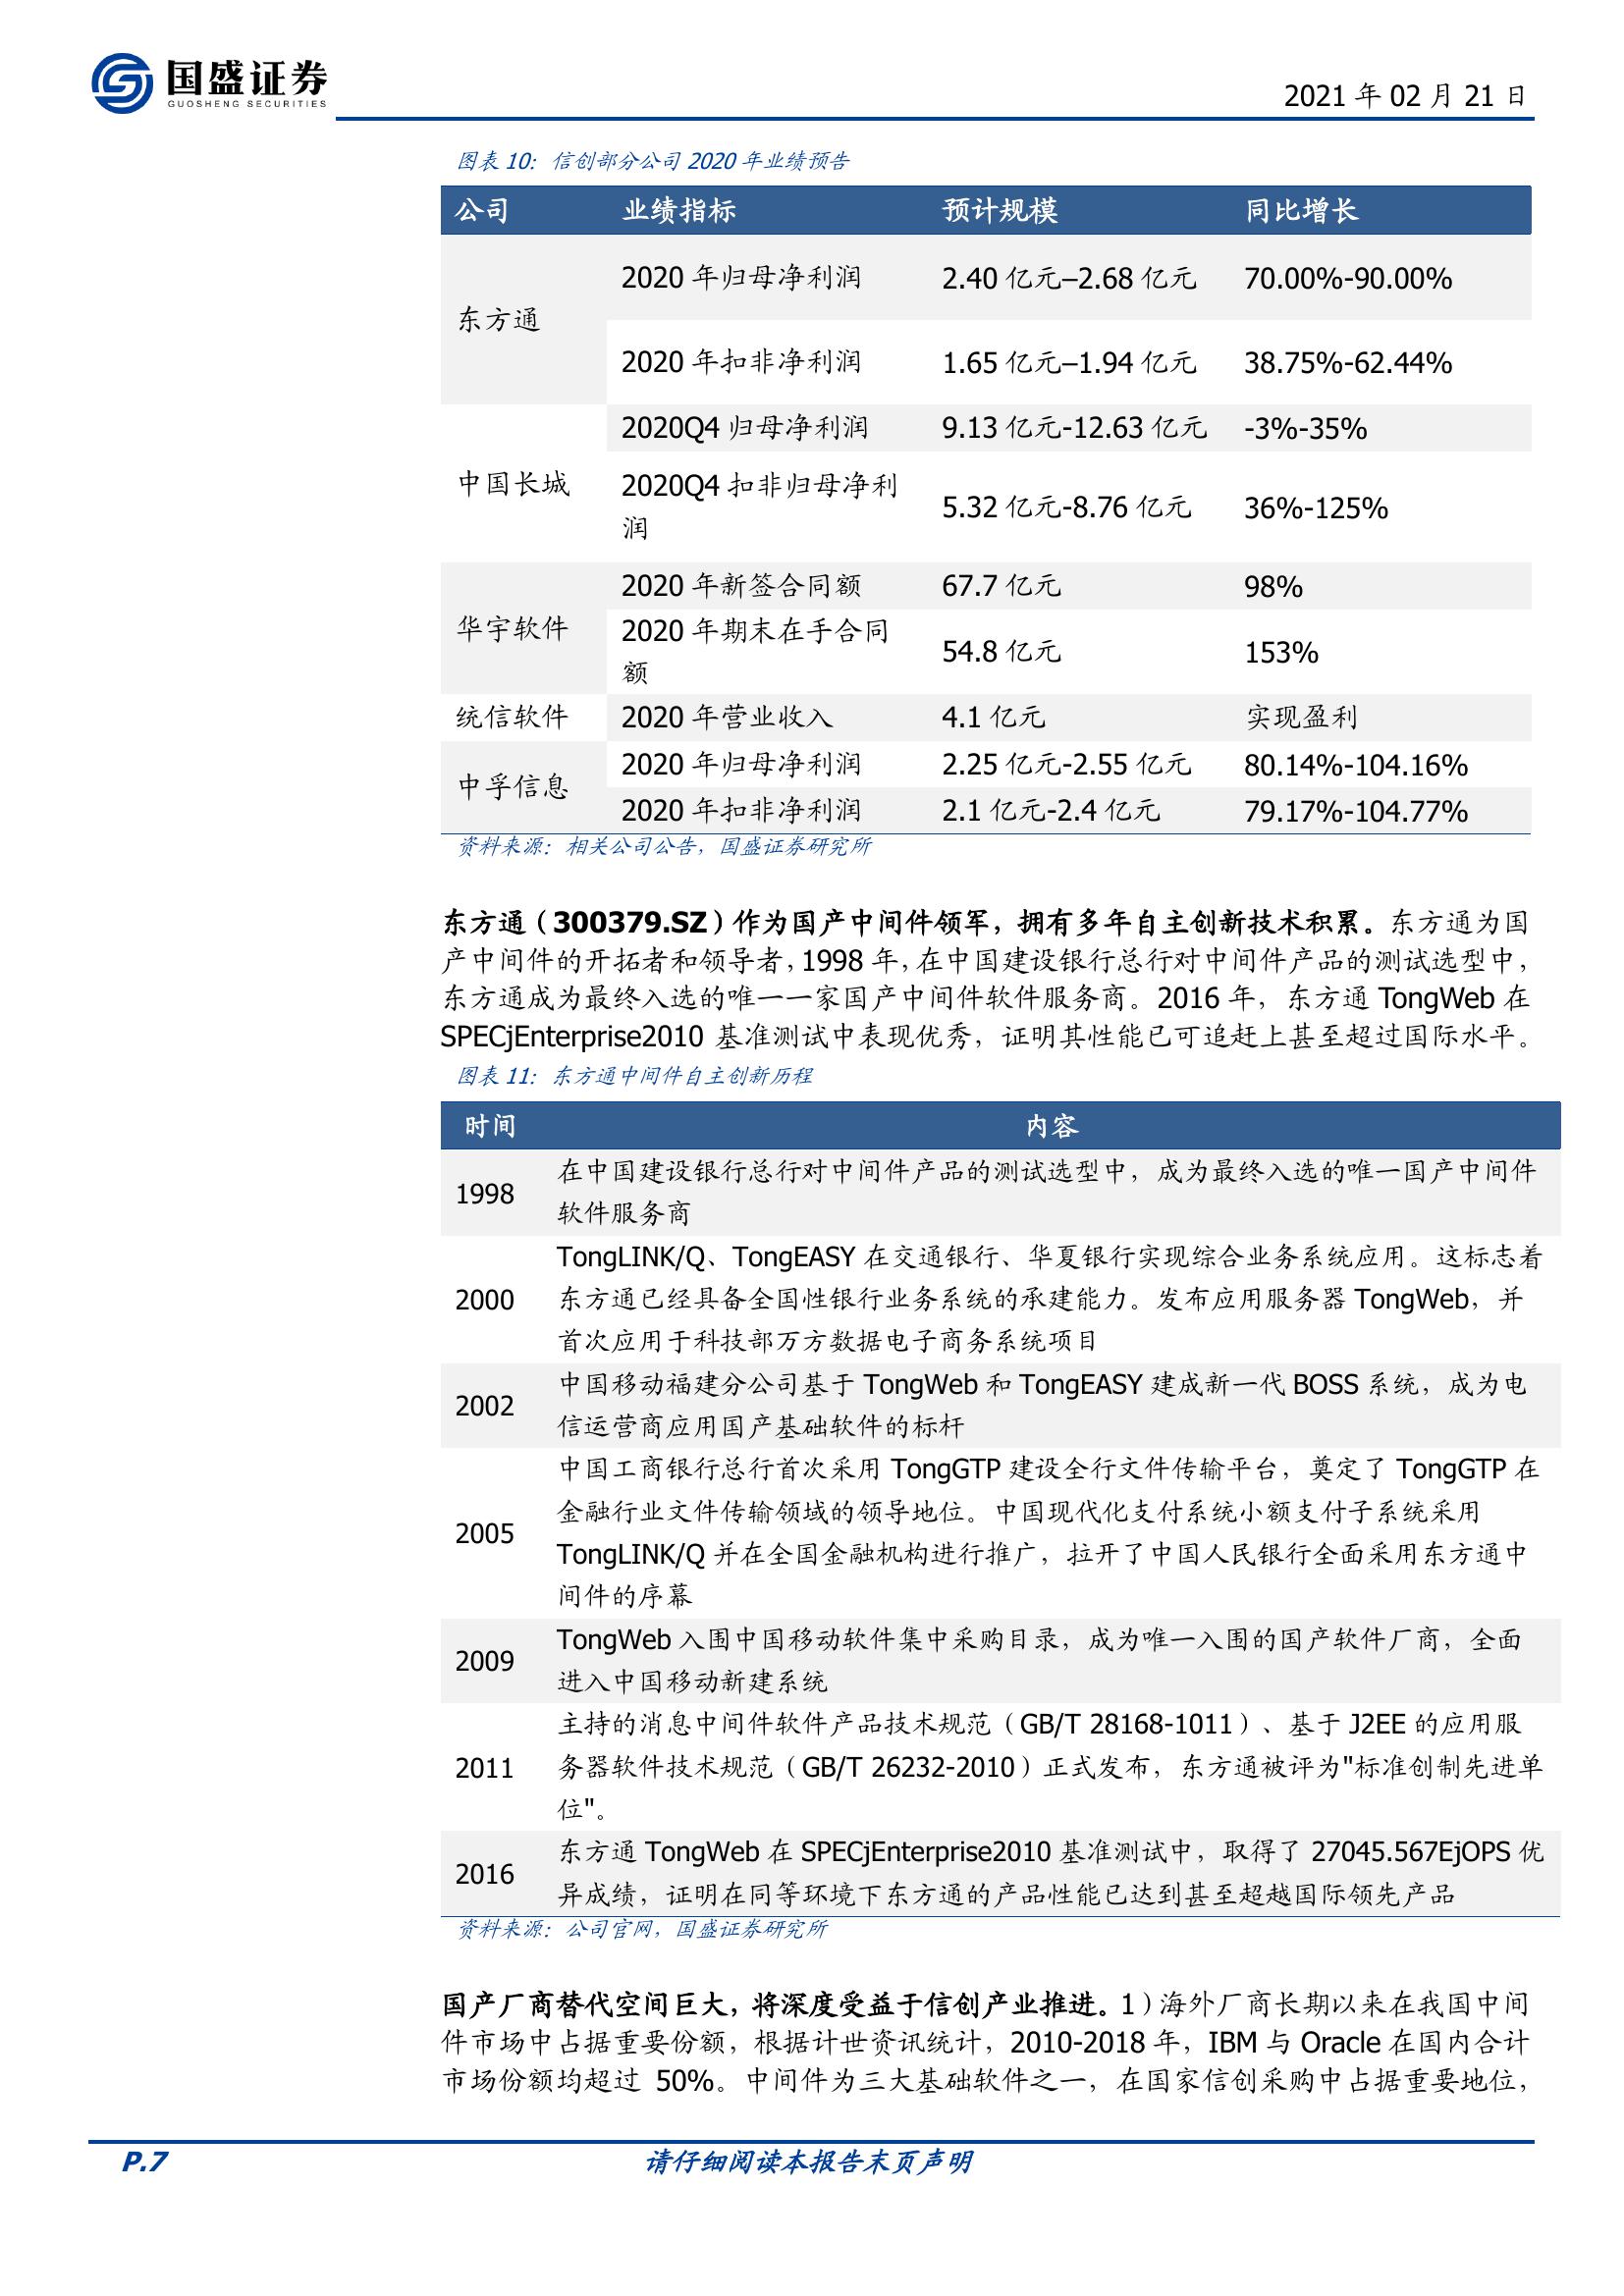 国盛证券
GUOSHENG SECURITIES
2021 年 02 月 21 日
图表 10：信创部分公司 2020 年业绩预告
公司 业绩指标 预计规模 同比增长
东方通
2020 年归母净利润 2.40 亿元–2.68 亿元 70.00%-90.00%
2020 年扣非净利润 1.65 亿元–1.94 亿元 38.75%-62.44%
中国长城
2020Q4 归母净利润 9.13 亿元-12.63 亿元 -3%-35%
2020Q4 扣非归母净利
润
5.32 亿元-8.76 亿元 36%-125%
华宇软件
2020 年新签合同额 67.7 亿元 98%
2020 年期末在手合同
额
54.8 亿元 153%
统信软件 2020 年营业收入 4.1 亿元 实现盈利
中孚信息
2020 年归母净利润 2.25 亿元-2.55 亿元 80.14%-104.16%
2020 年扣非净利润 2.1 亿元-2.4 亿元 79.17%-104.77%
资料来源：相关公司公告，国盛证券研究所
东方通（300379.SZ）作为国产中间件领军，拥有多年自主创新技术积累。东方通为国
产中间件的开拓者和领导者，1998 年，在中国建设银行总行对中间件产品的测试选型中，
东方通成为最终入选的唯一一家国产中间件软件服务商。2016 年，东方通 TongWeb 在
SPECjEnterprise2010 基准测试中表现优秀，证明其性能已可追赶上甚至超过国际水平。
图表 11：东方通中间件自主创新历程
时间 内容
1998
在中国建设银行总行对中间件产品的测试选型中，成为最终入选的唯一国产中间件
软件服务商
2000
TongLINK/Q、TongEASY 在交通银行、华夏银行实现综合业务系统应用。这标志着
东方通已经具备全国性银行业务系统的承建能力。发布应用服务器 TongWeb，并
首次应用于科技部万方数据电子商务系统项目
2002
中国移动福建分公司基于 TongWeb 和 TongEASY 建成新一代 BOSS 系统，成为电
信运营商应用国产基础软件的标杆
2005
中国工商银行总行首次采用 TongGTP 建设全行文件传输平台，奠定了 TongGTP 在
金融行业文件传输领域的领导地位。中国现代化支付系统小额支付子系统采用
TongLINK/Q 并在全国金融机构进行推广，拉开了中国人民银行全面采用东方通中
间件的序幕
2009
TongWeb 入围中国移动软件集中采购目录，成为唯一入围的国产软件厂商，全面
进入中国移动新建系统
2011
主持的消息中间件软件产品技术规范（GB/T 28168-1011）、基于 J2EE 的应用服
务器软件技术规范（GB/T 26232-2010）正式发布，东方通被评为"标准创制先进单
位"。
2016
东方通 TongWeb 在 SPECjEnterprise2010 基准测试中，取得了 27045.567EjOPS 优
异成绩，证明在同等环境下东方通的产品性能已达到甚至超越国际领先产品
资料来源：公司官网，国盛证券研究所
国产厂商替代空间巨大，将深度受益于信创产业推进。1）海外厂商长期以来在我国中间
件市场中占据重要份额，根据计世资讯统计，2010-2018 年，IBM 与 Oracle 在国内合计
市场份额均超过 50%。中间件为三大基础软件之一，在国家信创采购中占据重要地位，
P.7 请仔细阅读本报告末页声明